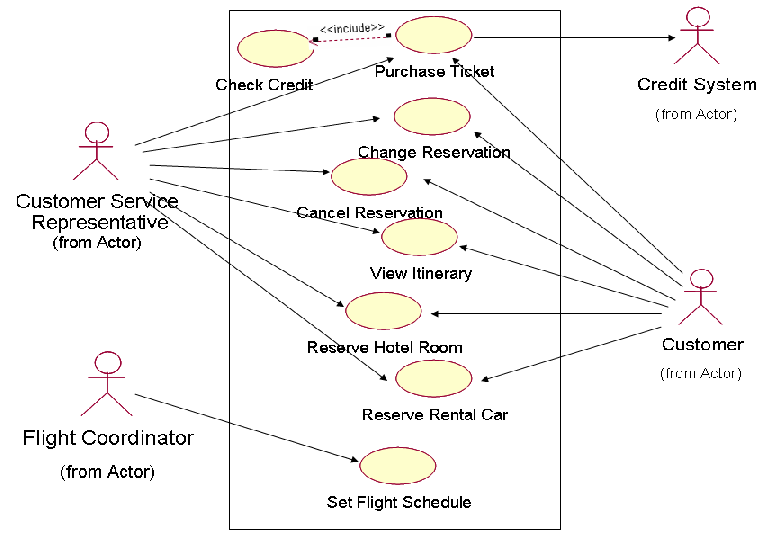 <<include>>
Check Credit
Purchase Ticket
Credit System
(from Actor)
Change Reservation
Customer Service
Representative
(from Actor)
Cancel Reservation
View Itinerary
Reserve Hotel Room
Customer
(from Actor)
Reserve Rental Car
Flight Coordinator
(from Actor)
Set Flight Schedule